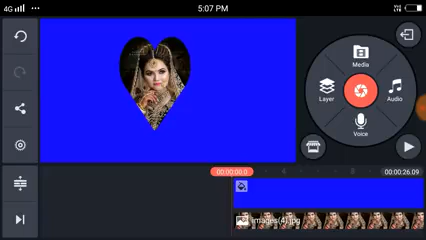 4G
5:07 PM
Media
Layer
Audio
Voice
00:00:00.0
00:00:26.09
images(4).jpg